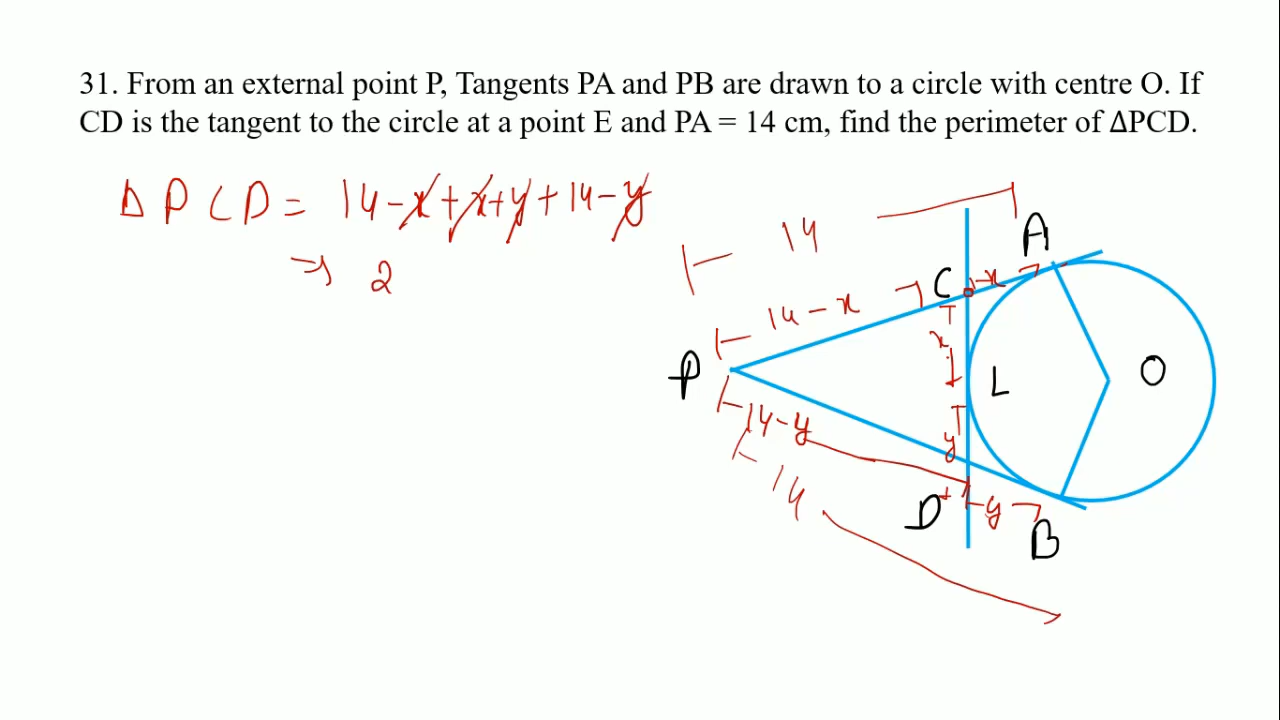 31. From an external point P, Tangents PA and PB are drawn to a circle with centre O. If
CD is the tangent to the circle at a point E and PA = 14 cm, find the perimeter of ΔPCD.
Δ P C D = 14-x+x+y+14-y
→ 2
14
A
C
x
14-x
x
P
L
O
14-y
y
14
D
y
B